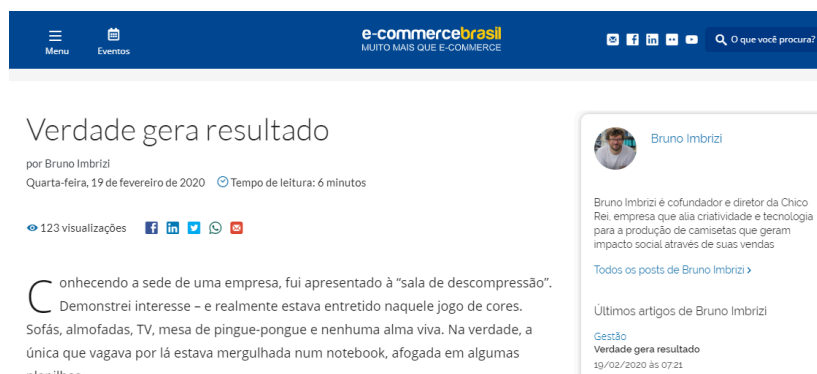 Menu
Eventos
e-commercebrasil
MUITO MAIS QUE E-COMMERCE
O que você procura?
Verdade gera resultado
por Bruno Imbrizi
Quarta-feira, 19 de fevereiro de 2020 Tempo de leitura: 6 minutos
123 visualizações
Conhecendo a sede de uma empresa, fui apresentado à “sala de descompressão”.
Demonstrei interesse – e realmente estava entretido naquele jogo de cores.
Sofás, almofadas, TV, mesa de pingue-pongue e nenhuma alma viva. Na verdade, a
única que vagava por lá estava mergulhada num notebook, afogada em algumas
Bruno Imbrizi
Bruno Imbrizi é cofundador e diretor da Chico
Rei, empresa que alia criatividade e tecnologia
para a produção de camisetas que geram
impacto social através de suas vendas
Todos os posts de Bruno Imbrizi >
Últimos artigos de Bruno Imbrizi
Gestão
Verdade gera resultado
19/02/2020 às 07:21